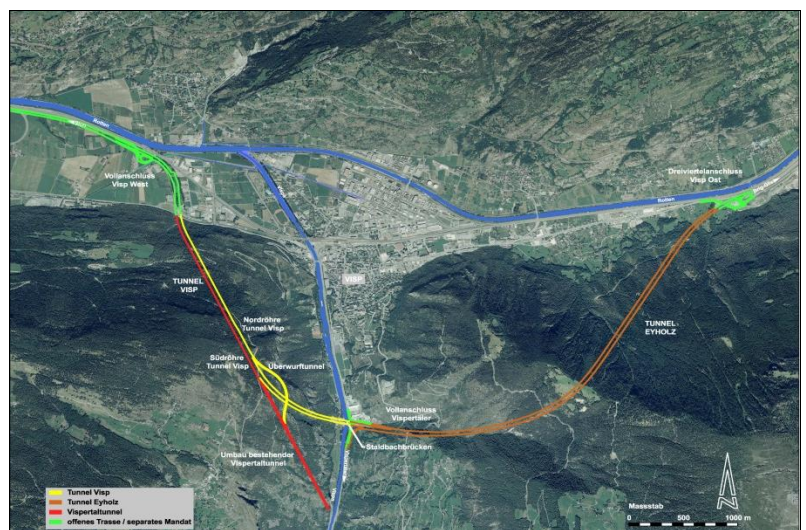 Rotten
Vollanschluss
Visp West
Dreiviertelanschluss
Visp Ost
Rotten
Rotten
VISP
TUNNEL
VISP
TUNNEL
EYHOLZ
Nordröhre
Tunnel Visp
Südröhre
Tunnel Visp
Überwurftunnel
Vollanschluss
Vispertäler
Staldbachbrücken
Umbau bestehender
Vispertaltunnel
Tunnel Visp
Tunnel Eyholz
Vispertaltunnel
offenes Trasse / separates Mandat
Massstab
0 500 1000 m